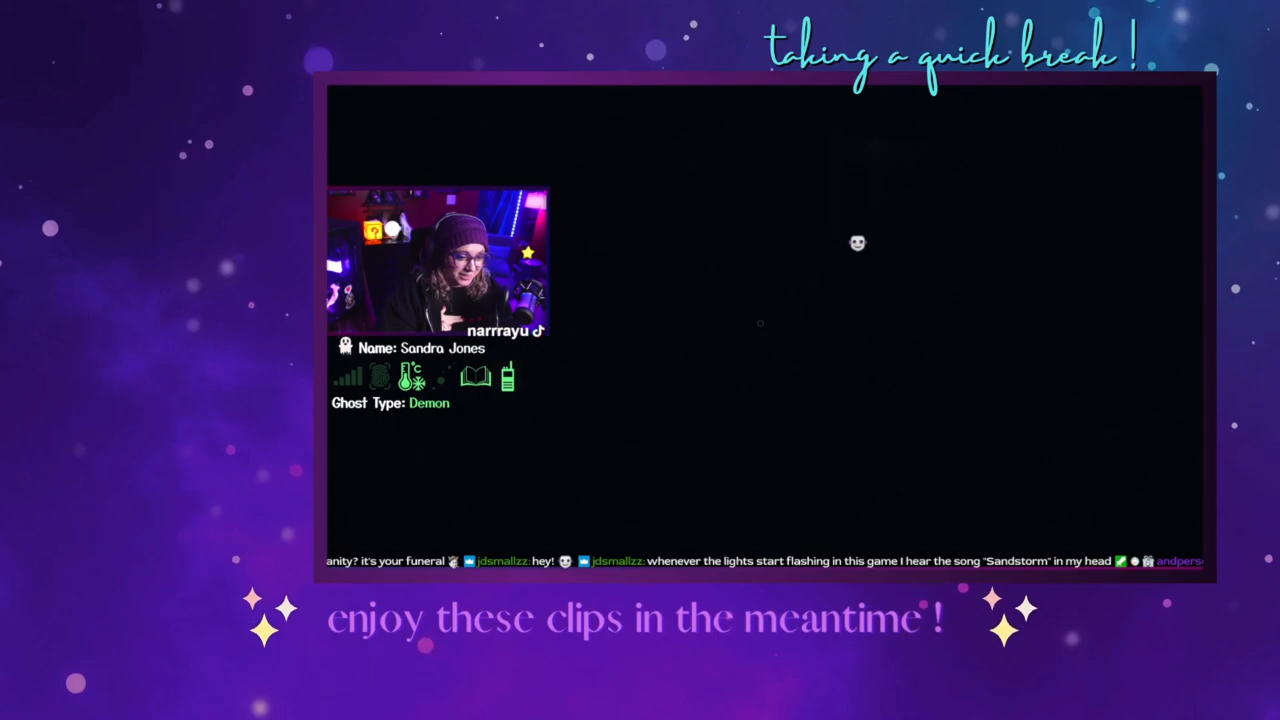 taking a quick break !
narrrayu
Name: Sandra Jones
°C
Ghost Type: Demon
anity? it's your funeral jdsmallzz: hey! jdsmallzz: whenever the lights start flashing in this game I hear the song "Sandstorm" in my head andpers
enjoy these clips in the meantime !